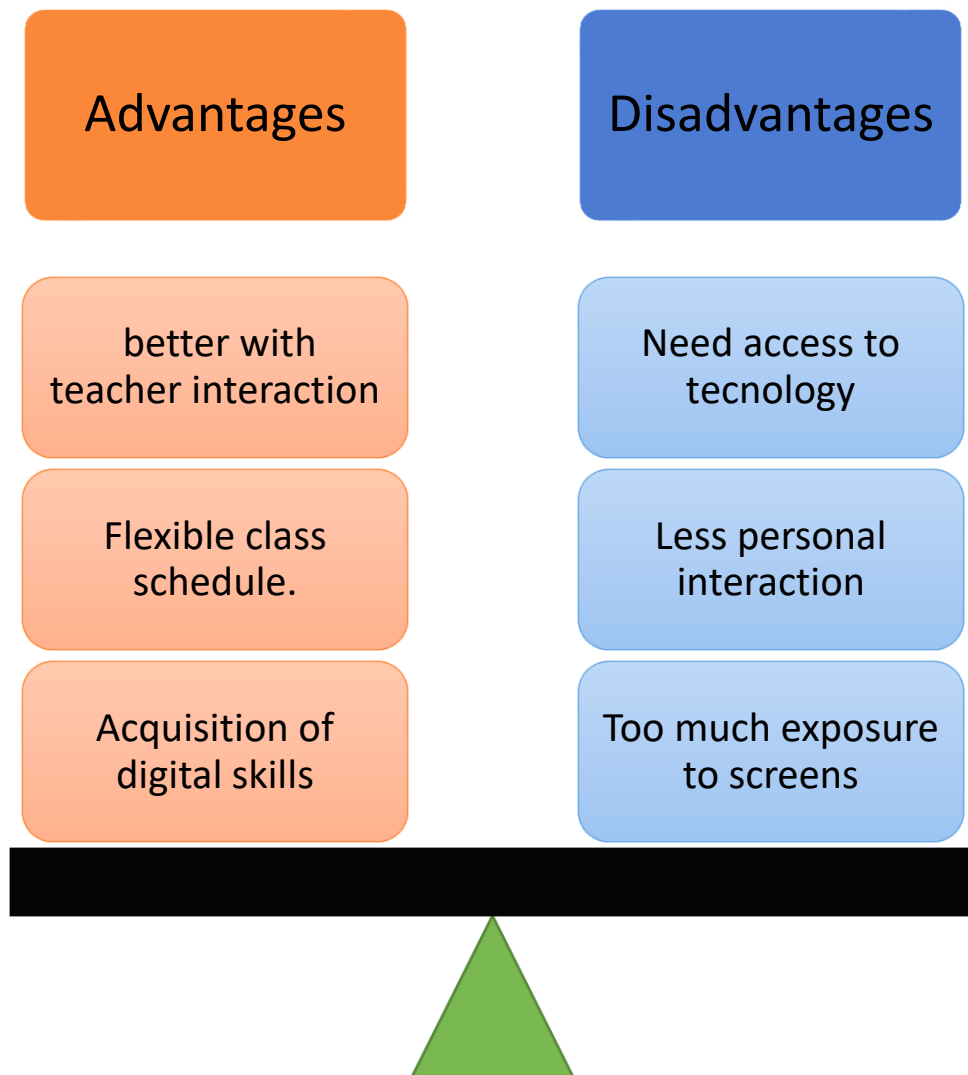 Advantages
Disadvantages
better with
teacher interaction
Need access to
tecnology
Flexible class
schedule.
Less personal
interaction
Acquisition of
digital skills
Too much exposure
to screens